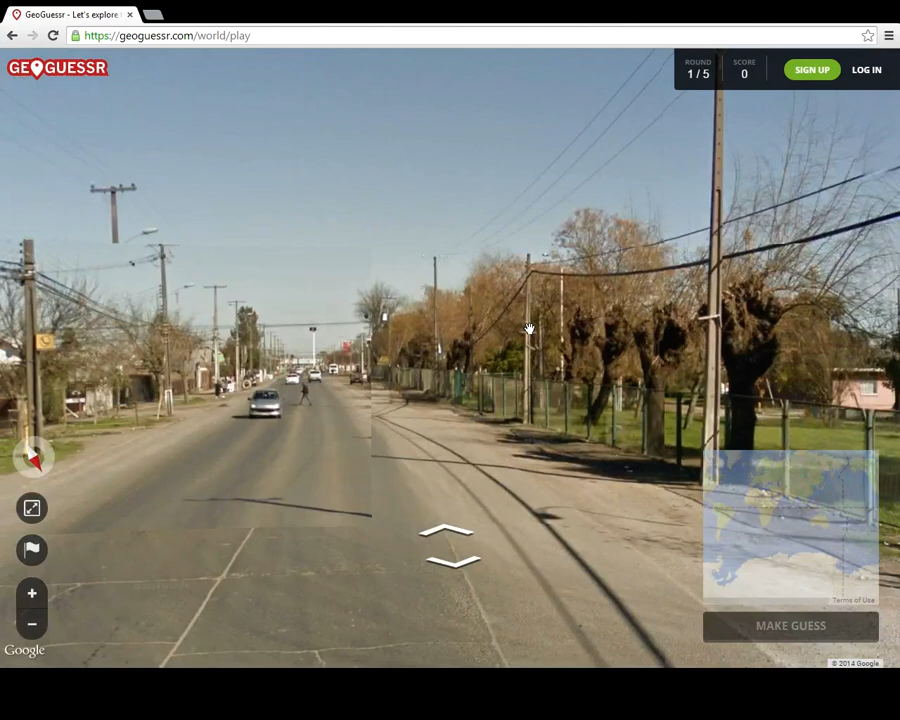 GeoGuessr - Let's explore
https://geoguessr.com/world/play
GEOGUESSR
ROUND
1 / 5
SCORE
0
SIGN UP
LOG IN
Google
Terms of Use
MAKE GUESS
© 2014 Google